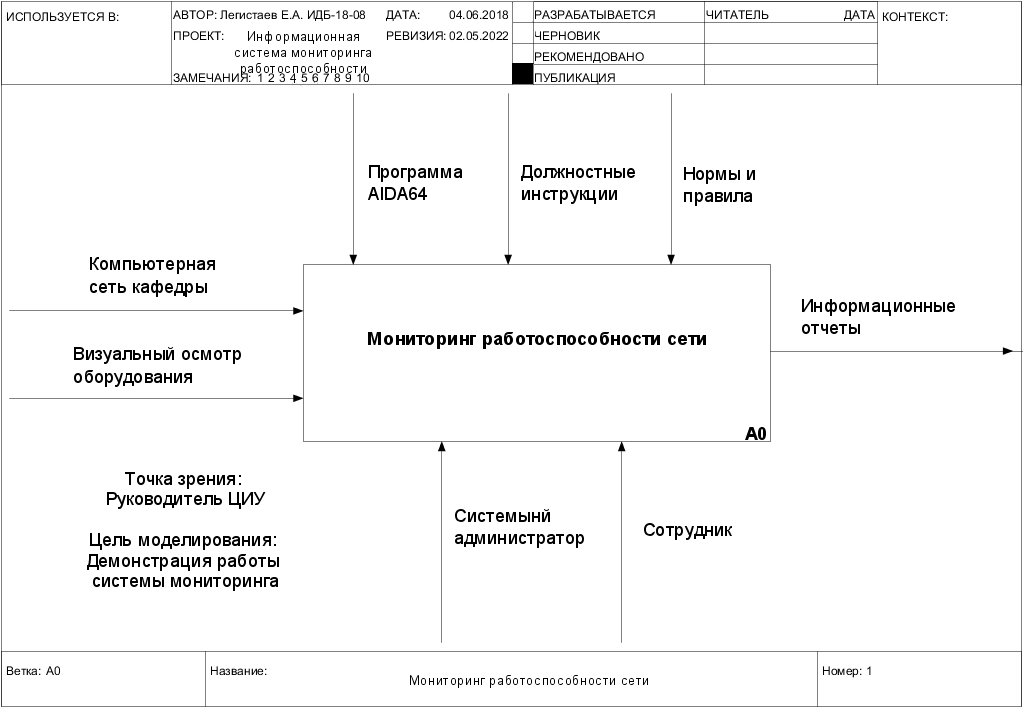 ИСПОЛЬЗУЕТСЯ В:
АВТОР: Легистаев Е.А. ИДБ-18-08
ДАТА: 04.06.2018
ПРОЕКТ: Информационная
система мониторинга
работоспособности
РЕВИЗИЯ: 02.05.2022
ЗАМЕЧАНИЯ: 1 2 3 4 5 6 7 8 9 10
РАЗРАБАТЫВАЕТСЯ
ЧЕРНОВИК
РЕКОМЕНДОВАНО
ПУБЛИКАЦИЯ
ЧИТАТЕЛЬ ДАТА
КОНТЕКСТ:
Программа
AIDA64
Должностные
инструкции
Нормы и
правила
Компьютерная
сеть кафедры
Визуальный осмотр
оборудования
Мониторинг работоспособности сети
A0
Информационные
отчеты
Точка зрения:
Руководитель ЦИУ
Цель моделирования:
Демонстрация работы
системы мониторинга
Системынй
администратор
Сотрудник
Ветка: A0
Название:
Мониторинг работоспособности сети
Номер: 1